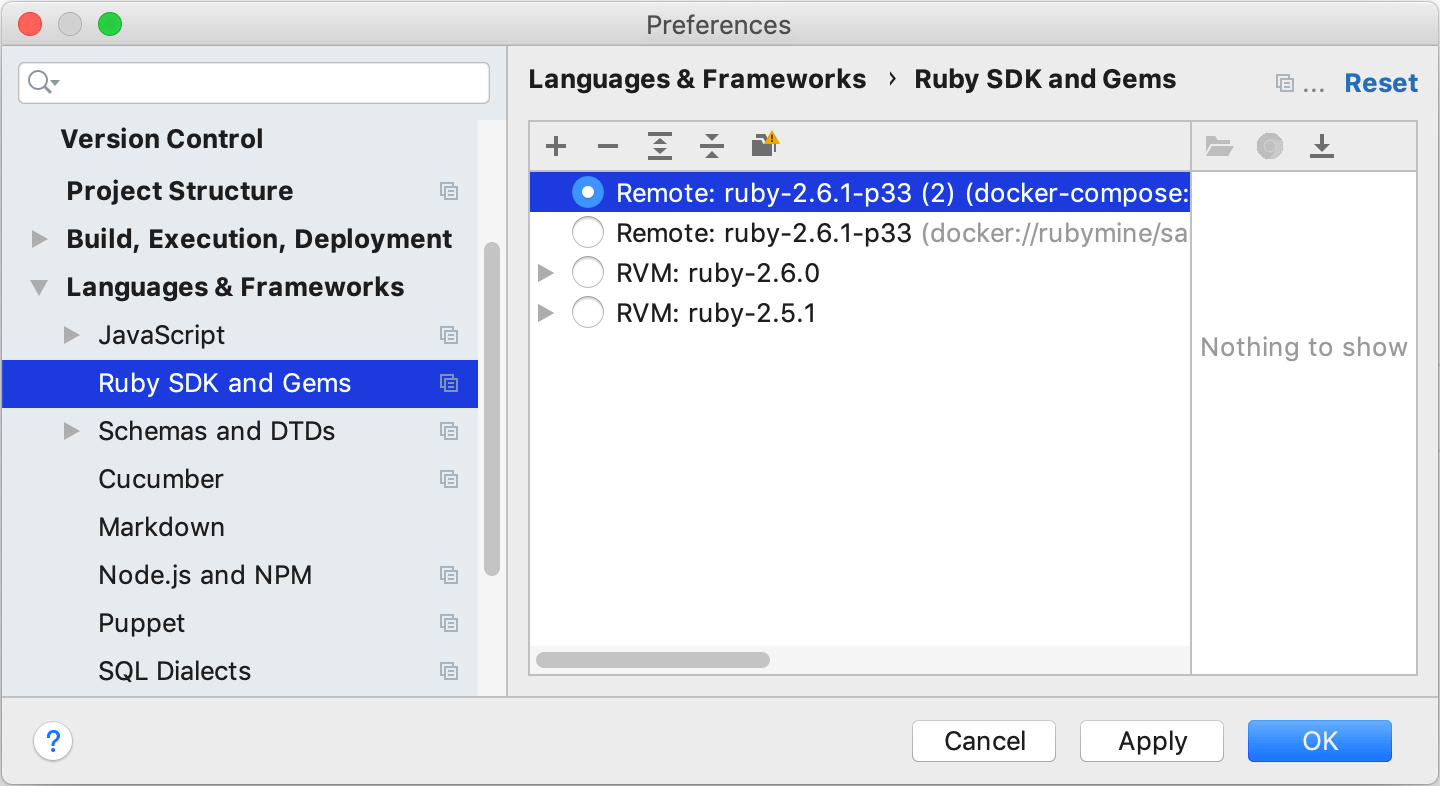 Preferences
Languages & Frameworks › Ruby SDK and Gems
... Reset
Version Control
Project Structure
Build, Execution, Deployment
Languages & Frameworks
JavaScript
Ruby SDK and Gems
Schemas and DTDs
Cucumber
Markdown
Node.js and NPM
Puppet
SQL Dialects
Remote: ruby-2.6.1-p33 (2) (docker-compose:
Remote: ruby-2.6.1-p33 (docker://rubymine/sa
RVM: ruby-2.6.0
RVM: ruby-2.5.1
Nothing to show
?
Cancel
Apply
OK